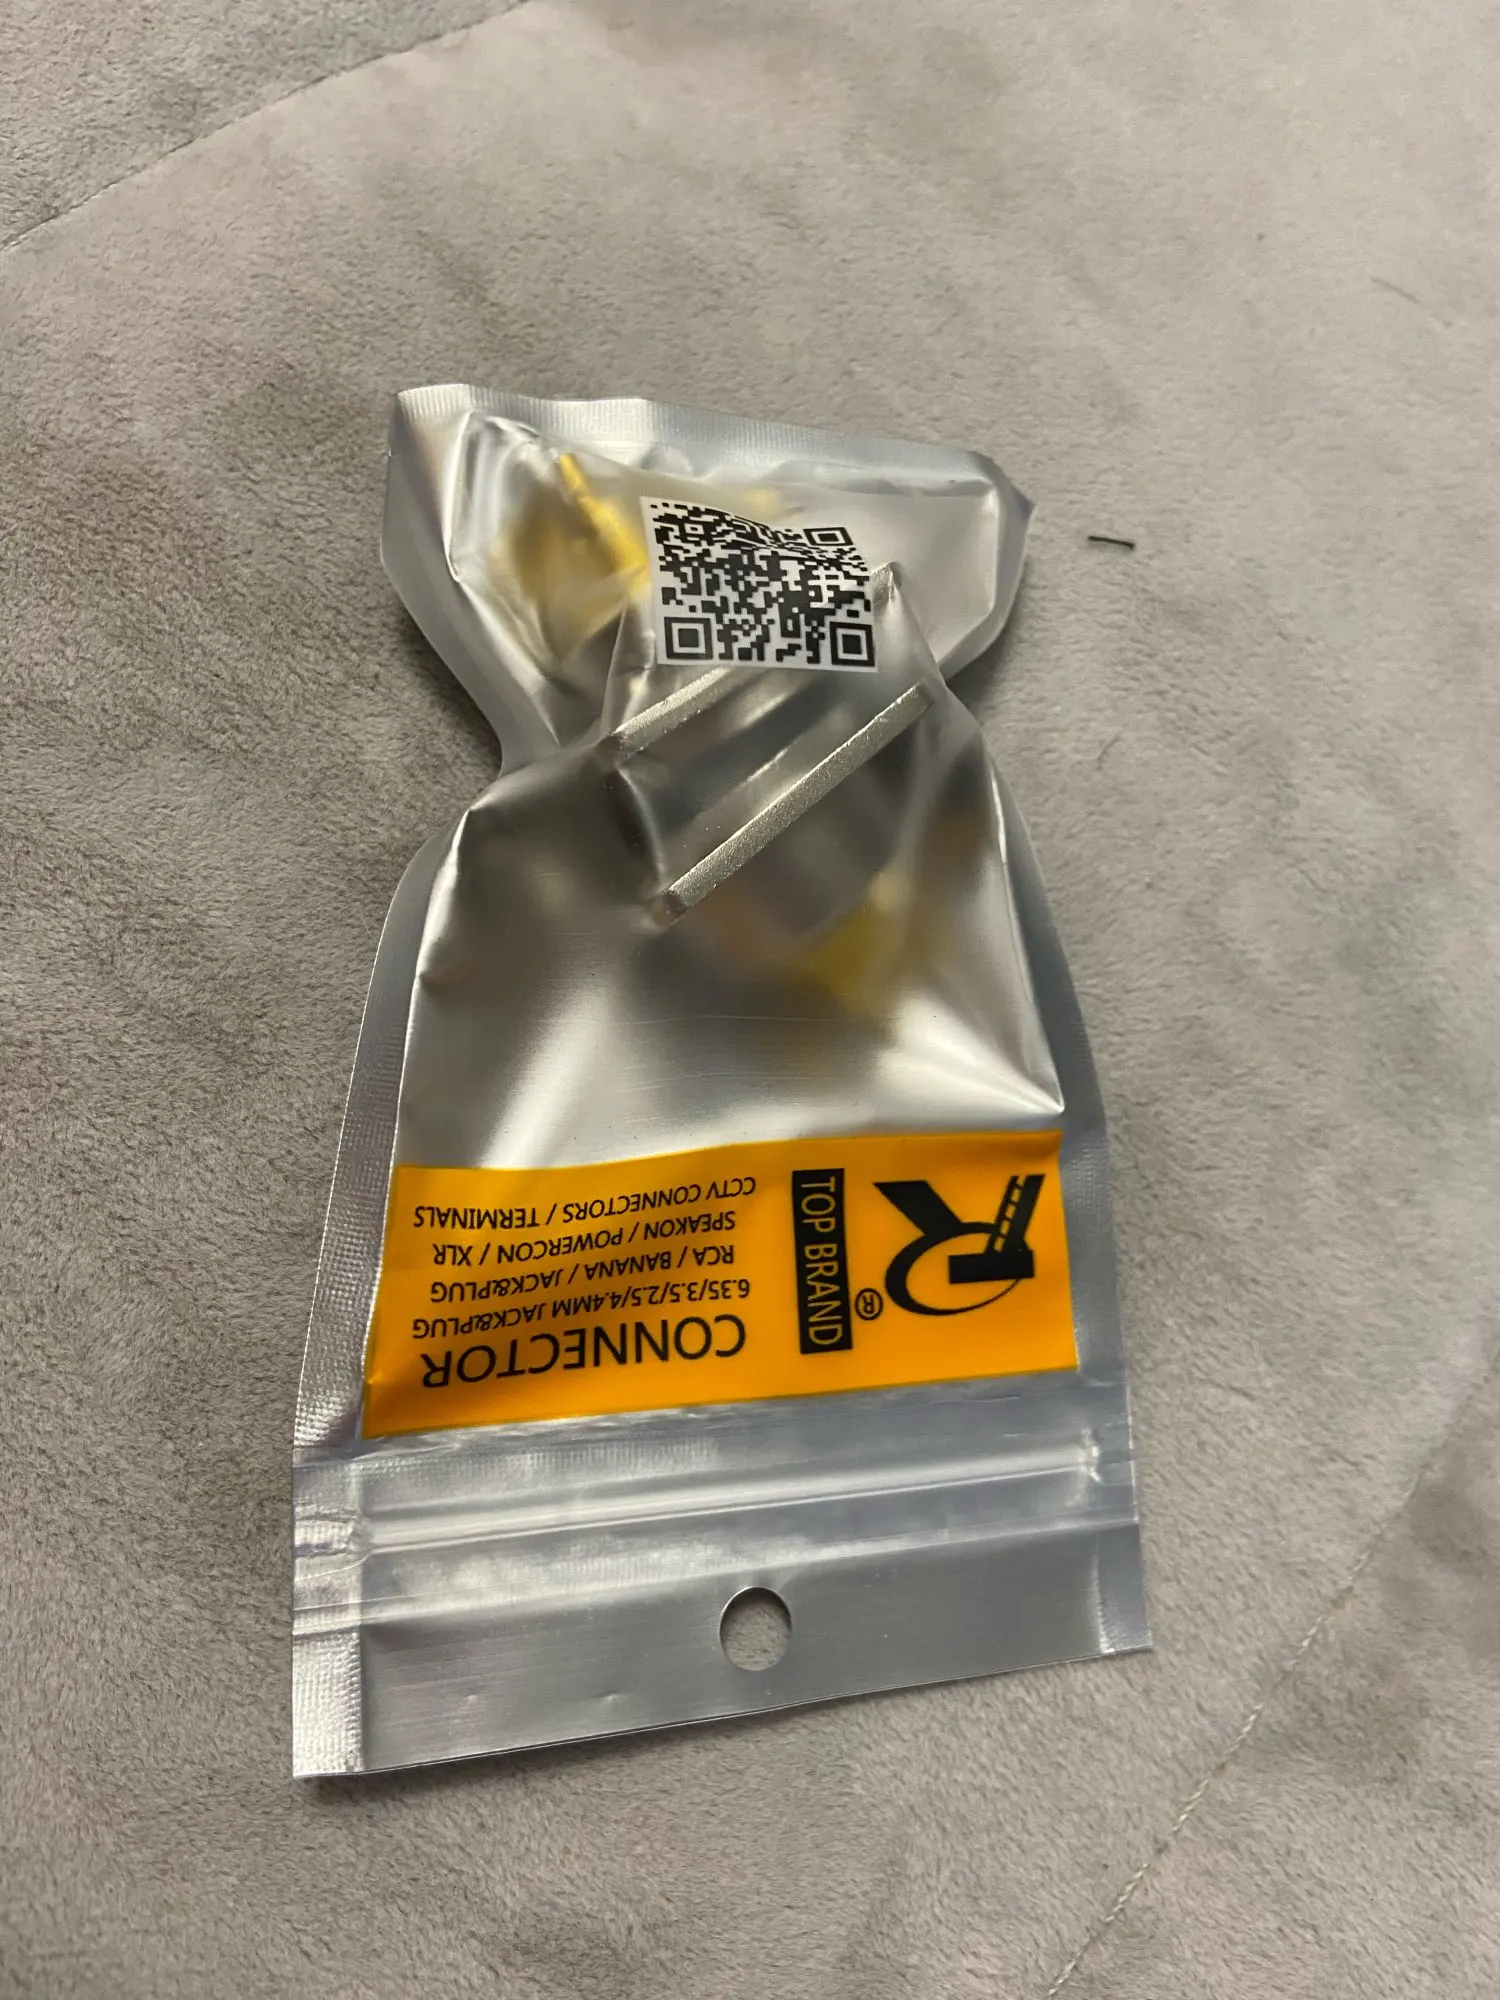 R®
TOP BRAND
CONNECTOR
6.35/3.5/2.5/4.4MM JACK&PLUG
RCA / BANANA / JACK&PLUG
SPEAKON / POWERCON / XLR
CCTV CONNECTORS / TERMINALS